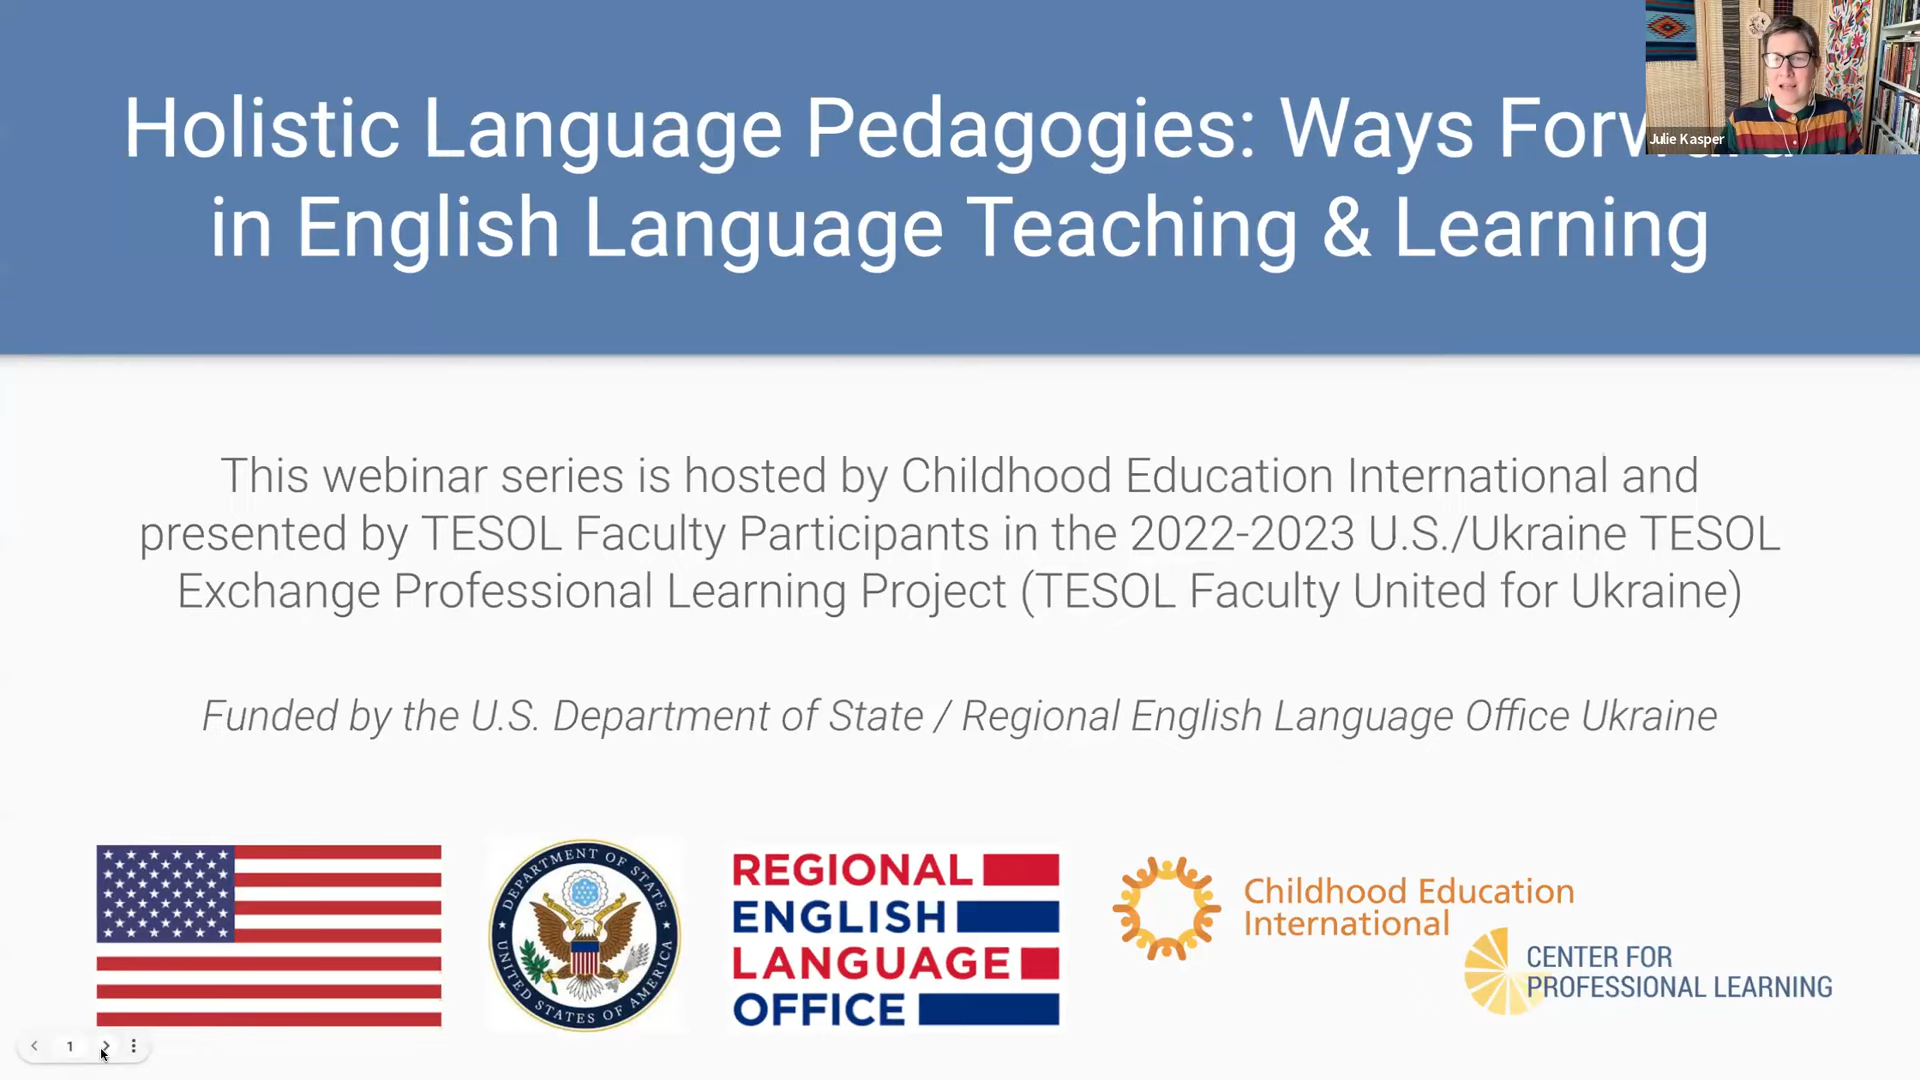 Holistic Language Pedagogies: Ways Forward
in English Language Teaching & Learning
Julie Kasper
This webinar series is hosted by Childhood Education International and
presented by TESOL Faculty Participants in the 2022-2023 U.S./Ukraine TESOL
Exchange Professional Learning Project (TESOL Faculty United for Ukraine)
Funded by the U.S. Department of State / Regional English Language Office Ukraine
DEPARTMENT OF STATE
UNITED STATES OF AMERICA
REGIONAL
ENGLISH
LANGUAGE
OFFICE
Childhood Education
International
CENTER FOR
PROFESSIONAL LEARNING
1